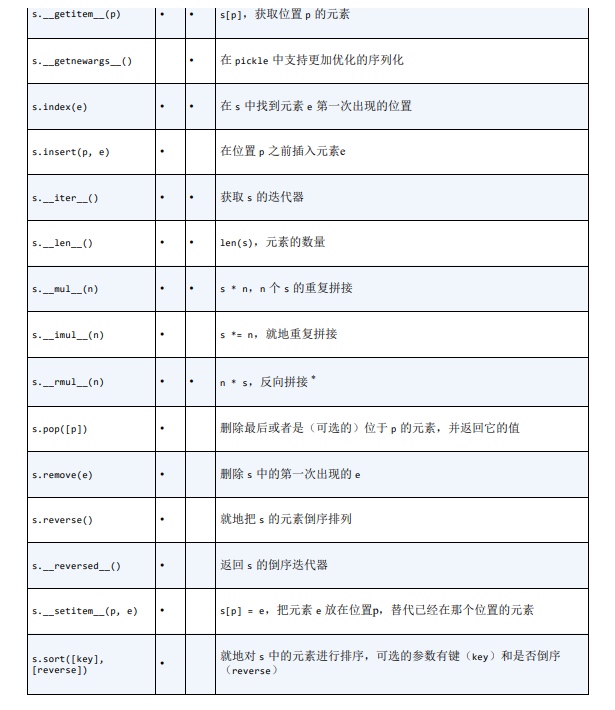 s.__getitem__(p) • • s[p]，获取位置 p 的元素
s.__getnewargs__() • 在 pickle 中支持更加优化的序列化
s.index(e) • • 在 s 中找到元素 e 第一次出现的位置
s.insert(p, e) • 在位置 p 之前插入元素e
s.__iter__() • • 获取 s 的迭代器
s.__len__() • • len(s)，元素的数量
s.__mul__(n) • • s * n，n 个 s 的重复拼接
s.__imul__(n) • s *= n，就地重复拼接
s.__rmul__(n) • • n * s，反向拼接 *
s.pop([p]) • 删除最后或者是（可选的）位于 p 的元素，并返回它的值
s.remove(e) • 删除 s 中的第一次出现的 e
s.reverse() • 就地把 s 的元素倒序排列
s.__reversed__() • 返回 s 的倒序迭代器
s.__setitem__(p, e) • s[p] = e，把元素 e 放在位置p，替代已经在那个位置的元素
s.sort([key],
[reverse]) • 就地对 s 中的元素进行排序，可选的参数有键（key）和是否倒序
（reverse）